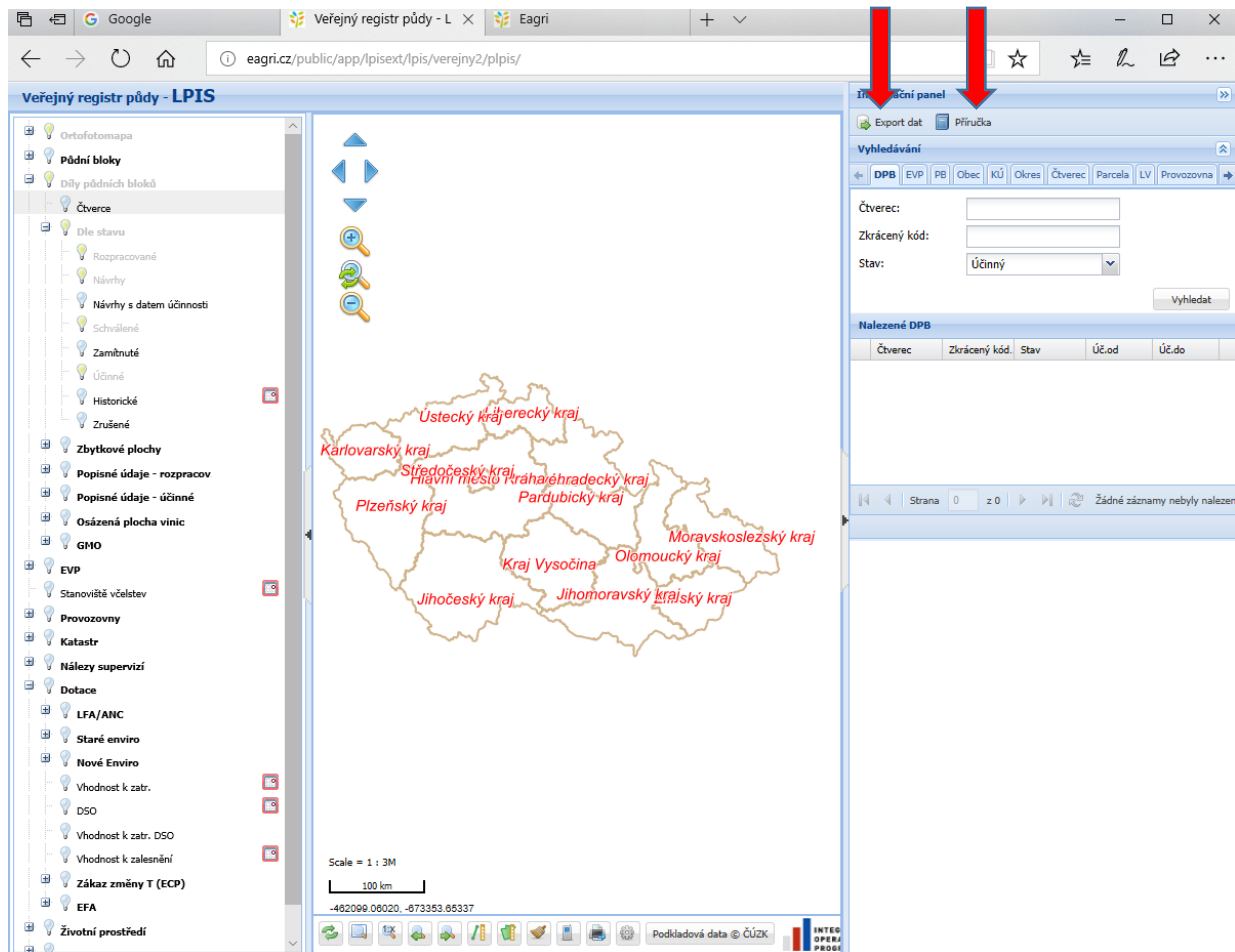 Google
Veřejný registr půdy - L
Eagri
eagri.cz/public/app/lpisext/lpis/verejny2/plpis/
Veřejný registr půdy - LPIS
Ortofotomapa
Půdní bloky
Díly půdních bloků
Čtverce
Dle stavu
Rozpracované
Návrhy
Návrhy s datem účinnosti
Schválené
Zamítnuté
Účinné
Historické
Zrušené
Zbytkové plochy
Popisné údaje - rozpracov
Popisné údaje - účinné
Osázená plocha vinic
GMO
EVP
Stanoviště včelstev
Provozovny
Katastr
Nálezy supervizí
Dotace
LFA/ANC
Staré enviro
Nové Enviro
Vhodnost k zatr.
DSO
Vhodnost k zatr. DSO
Vhodnost k zalesnění
Zákaz změny T (ECP)
EFA
Životní prostředí
Ústecký kraj
Karlovarský kraj
Středočeský kraj
Hlavní město
Pardubický kraj
Plzeňský kraj
Moravskoslezský kraj
Olomoucký kraj
Kraj Vysočina
Jihomoravský kraj
kraj
Jihočeský kraj
Scale = 1 : 3M
100 km
-462099.06020, -673353.65337
Podkladová data © ČÚZK
INTEG
OPERA
PROG
panel
Export dat
Příručka
Vyhledávání
DPB EVP PB Obec KÚ Okres Čtverec Parcela LV Provozovna
Čtverec:
Zkrácený kód:
Stav: Účinný
Vyhledat
Nalezené DPB
Čtverec Zkrácený kód. Stav Úč.od Úč.do
Strana 0 z 0 Žádné záznamy nebyly nalezen